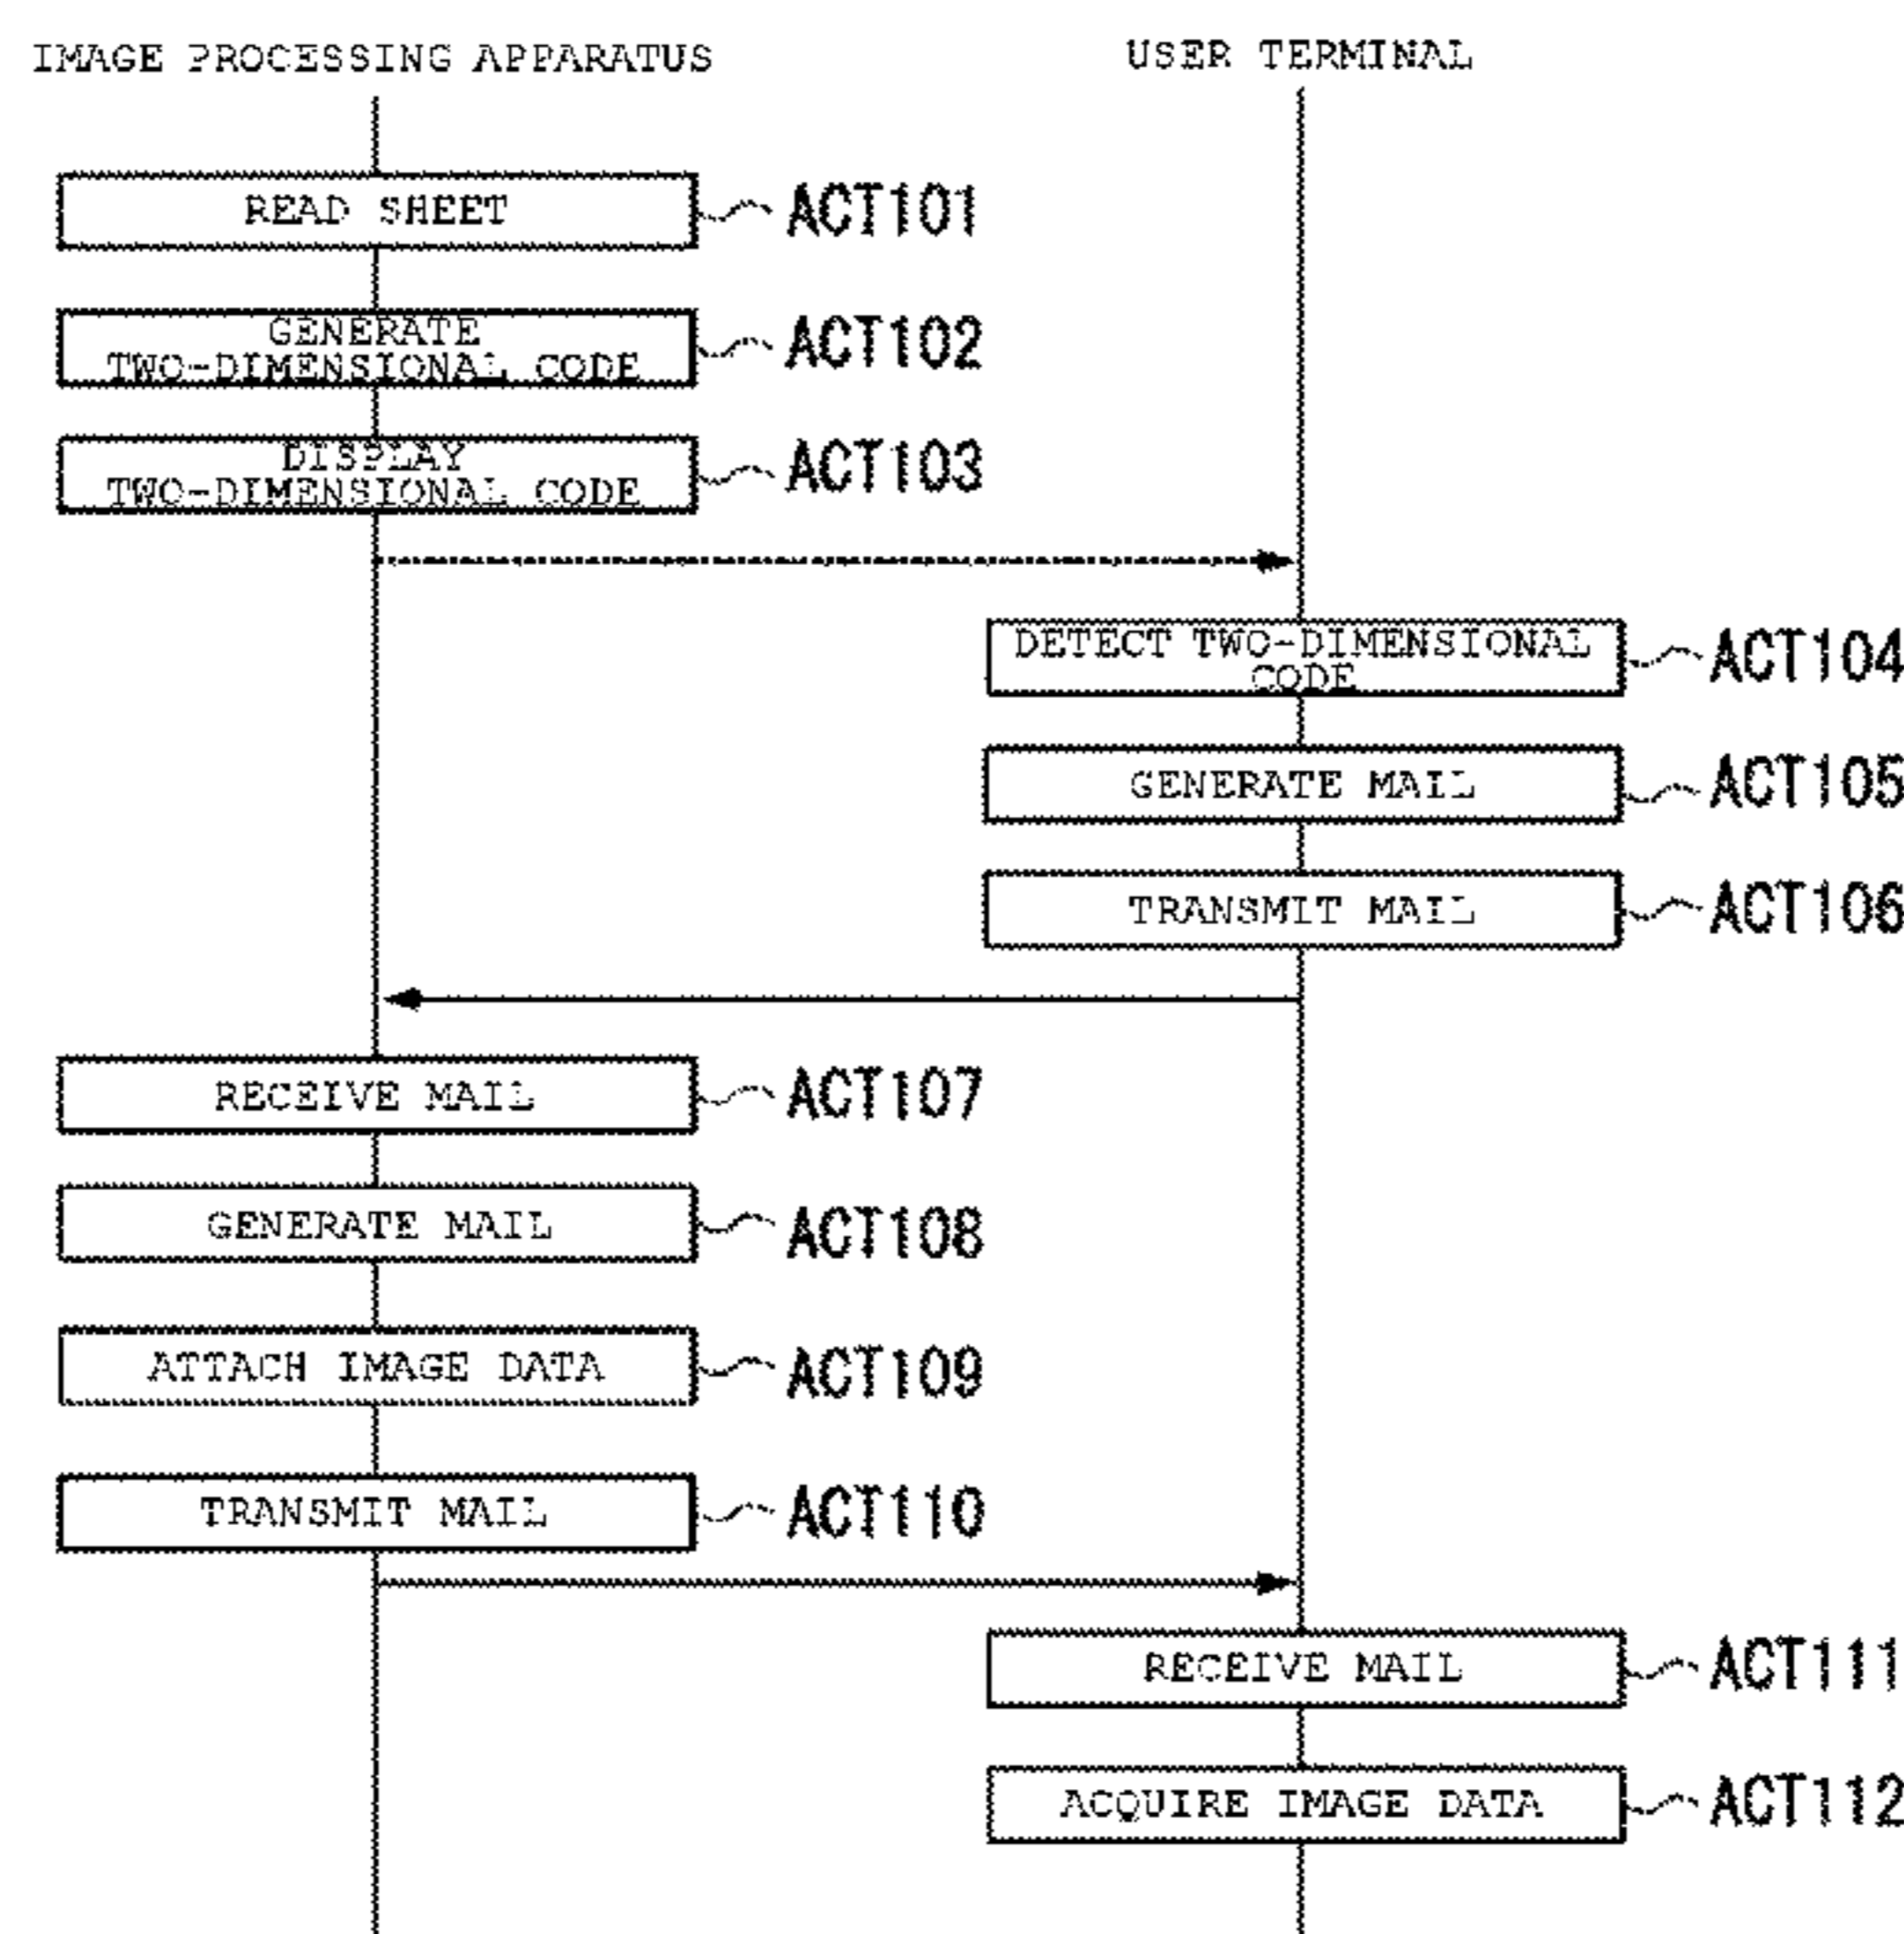 IMAGE PROCESSING APPARATUS
USER TERMINAL
READ SHEET
ACT101
GENERATE
TWO-DIMENSIONAL CODE
ACT102
DISPLAY
TWO-DIMENSIONAL CODE
ACT103
DETECT TWO-DIMENSIONAL
CODE
ACT104
GENERATE MAIL
ACT105
TRANSMIT MAIL
ACT106
RECEIVE MAIL
ACT107
GENERATE MAIL
ACT108
ATTACH IMAGE DATA
ACT109
TRANSMIT MAIL
ACT110
RECEIVE MAIL
ACT111
ACQUIRE IMAGE DATA
ACT112